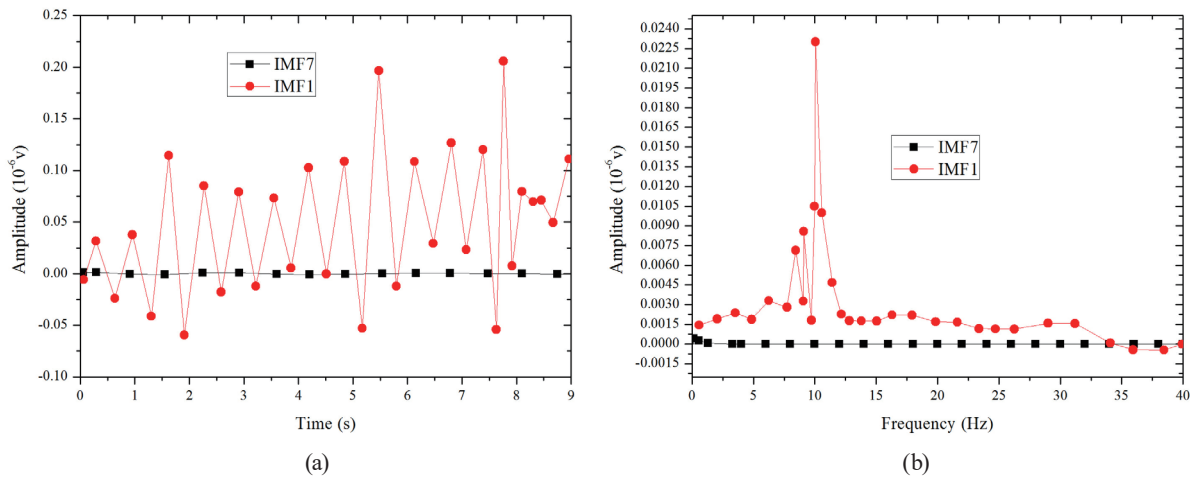 0.25
0.20
0.15
0.10
0.05
0.00
-0.05
-0.10
Amplitude (10⁻⁶v)
IMF7
IMF1
0 1 2 3 4 5 6 7 8 9
Time (s)
(a)
0.0240
0.0225
0.0210
0.0195
0.0180
0.0165
0.0150
0.0135
0.0120
0.0105
0.0090
0.0075
0.0060
0.0045
0.0030
0.0015
0.0000
-0.0015
Amplitude (10⁻⁶v)
IMF7
IMF1
0 5 10 15 20 25 30 35 40
Frequency (Hz)
(b)